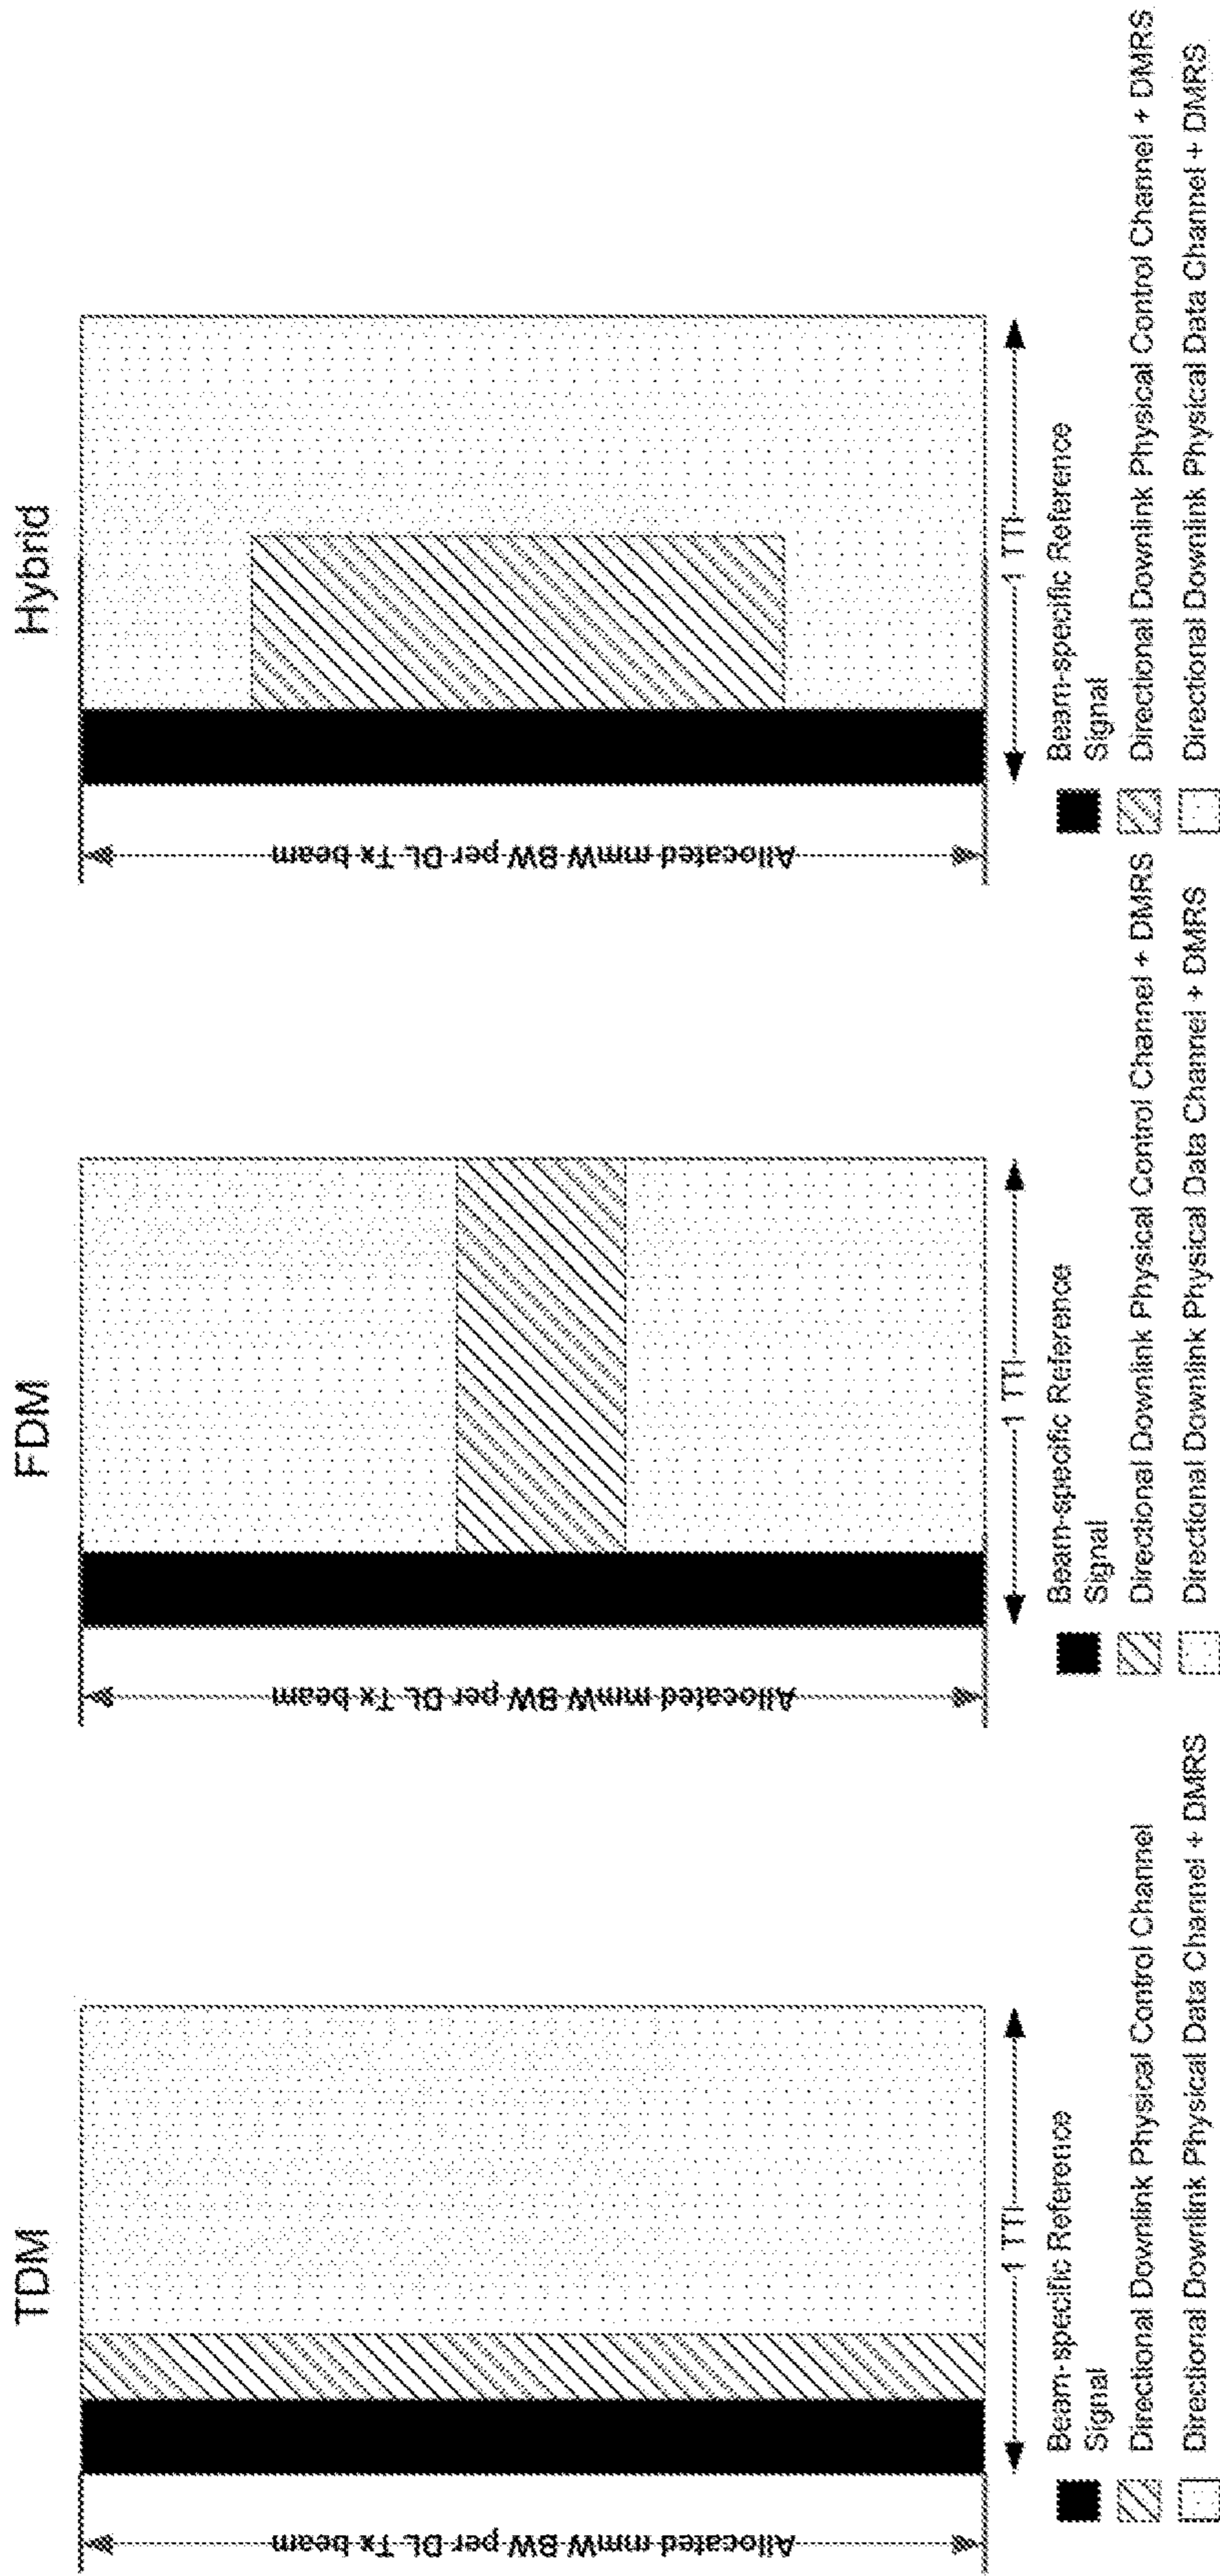 TDM
Allocated mmW BW per DL Tx beam
1 TTI
Beam-specific Reference
Signal
Directional Downlink Physical Control Channel
Directional Downlink Physical Data Channel + DMRS
FDM
Allocated mmW BW per DL Tx beam
1 TTI
Beam-specific Reference
Signal
Directional Downlink Physical Control Channel + DMRS
Directional Downlink Physical Data Channel + DMRS
Hybrid
Allocated mmW BW per DL Tx beam
1 TTI
Beam-specific Reference
Signal
Directional Downlink Physical Control Channel + DMRS
Directional Downlink Physical Data Channel + DMRS